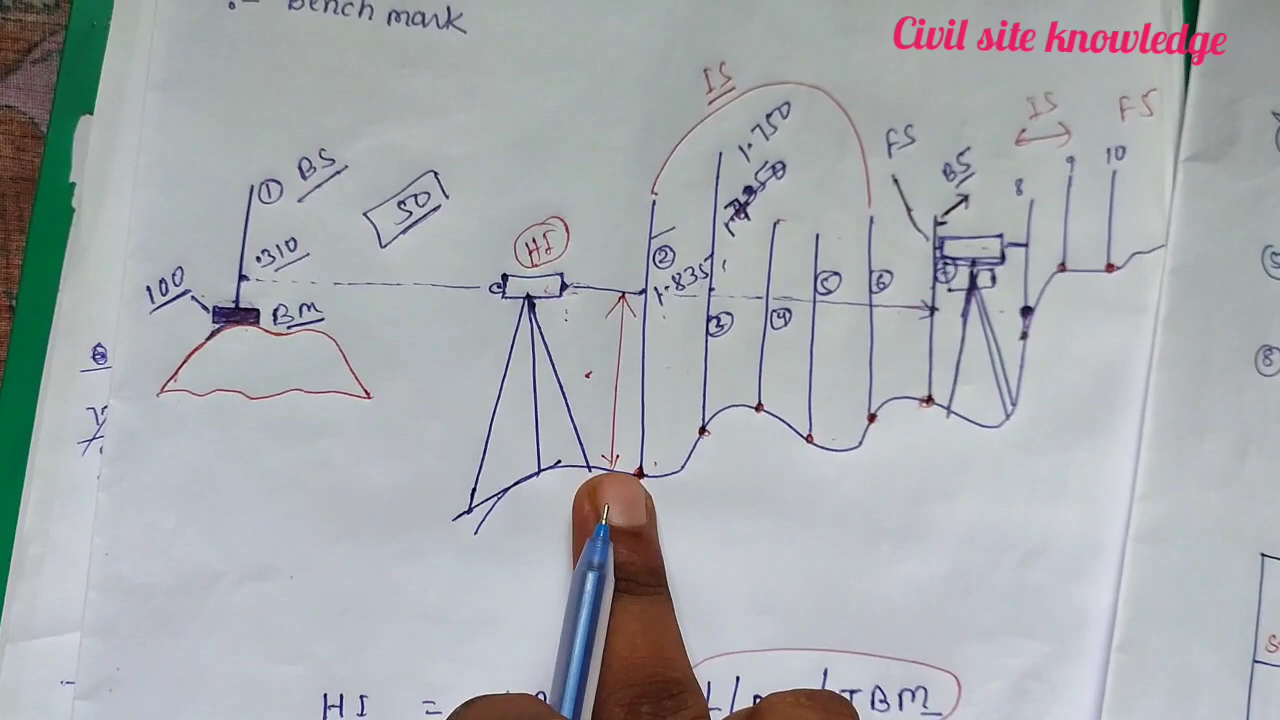 :- Bench mark
Civil site knowledge
IS
① BS
50
1.750
FS
BS
IS
FS
8
9
10
.310
HI
100
BM
②
1.835
③
④
⑤
⑥
⑧
HI =
TBM